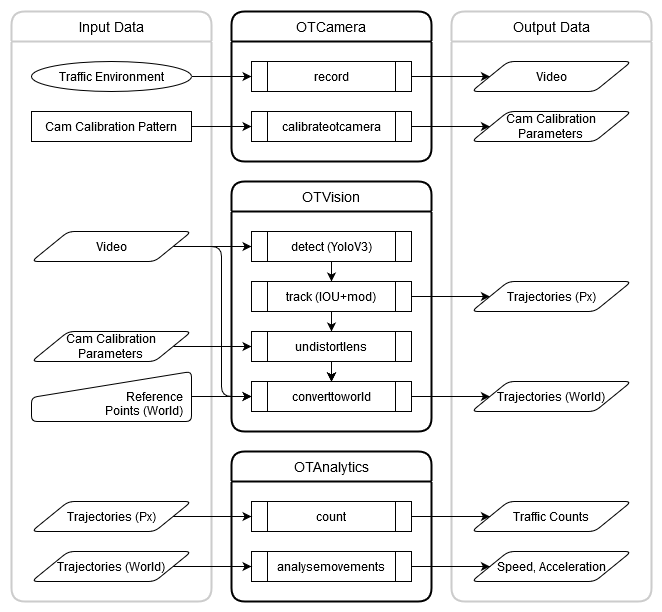 Input Data
OTCamera
Output Data
Traffic Environment
record
Video
Cam Calibration Pattern
calibrateotcamera
Cam Calibration
Parameters
OTVision
Video
detect (YoloV3)
track (IOU+mod)
Trajectories (Px)
Cam Calibration
Parameters
undistortlens
Reference
Points (World)
converttoworld
Trajectories (World)
OTAnalytics
Trajectories (Px)
count
Traffic Counts
Trajectories (World)
analysemovements
Speed, Acceleration